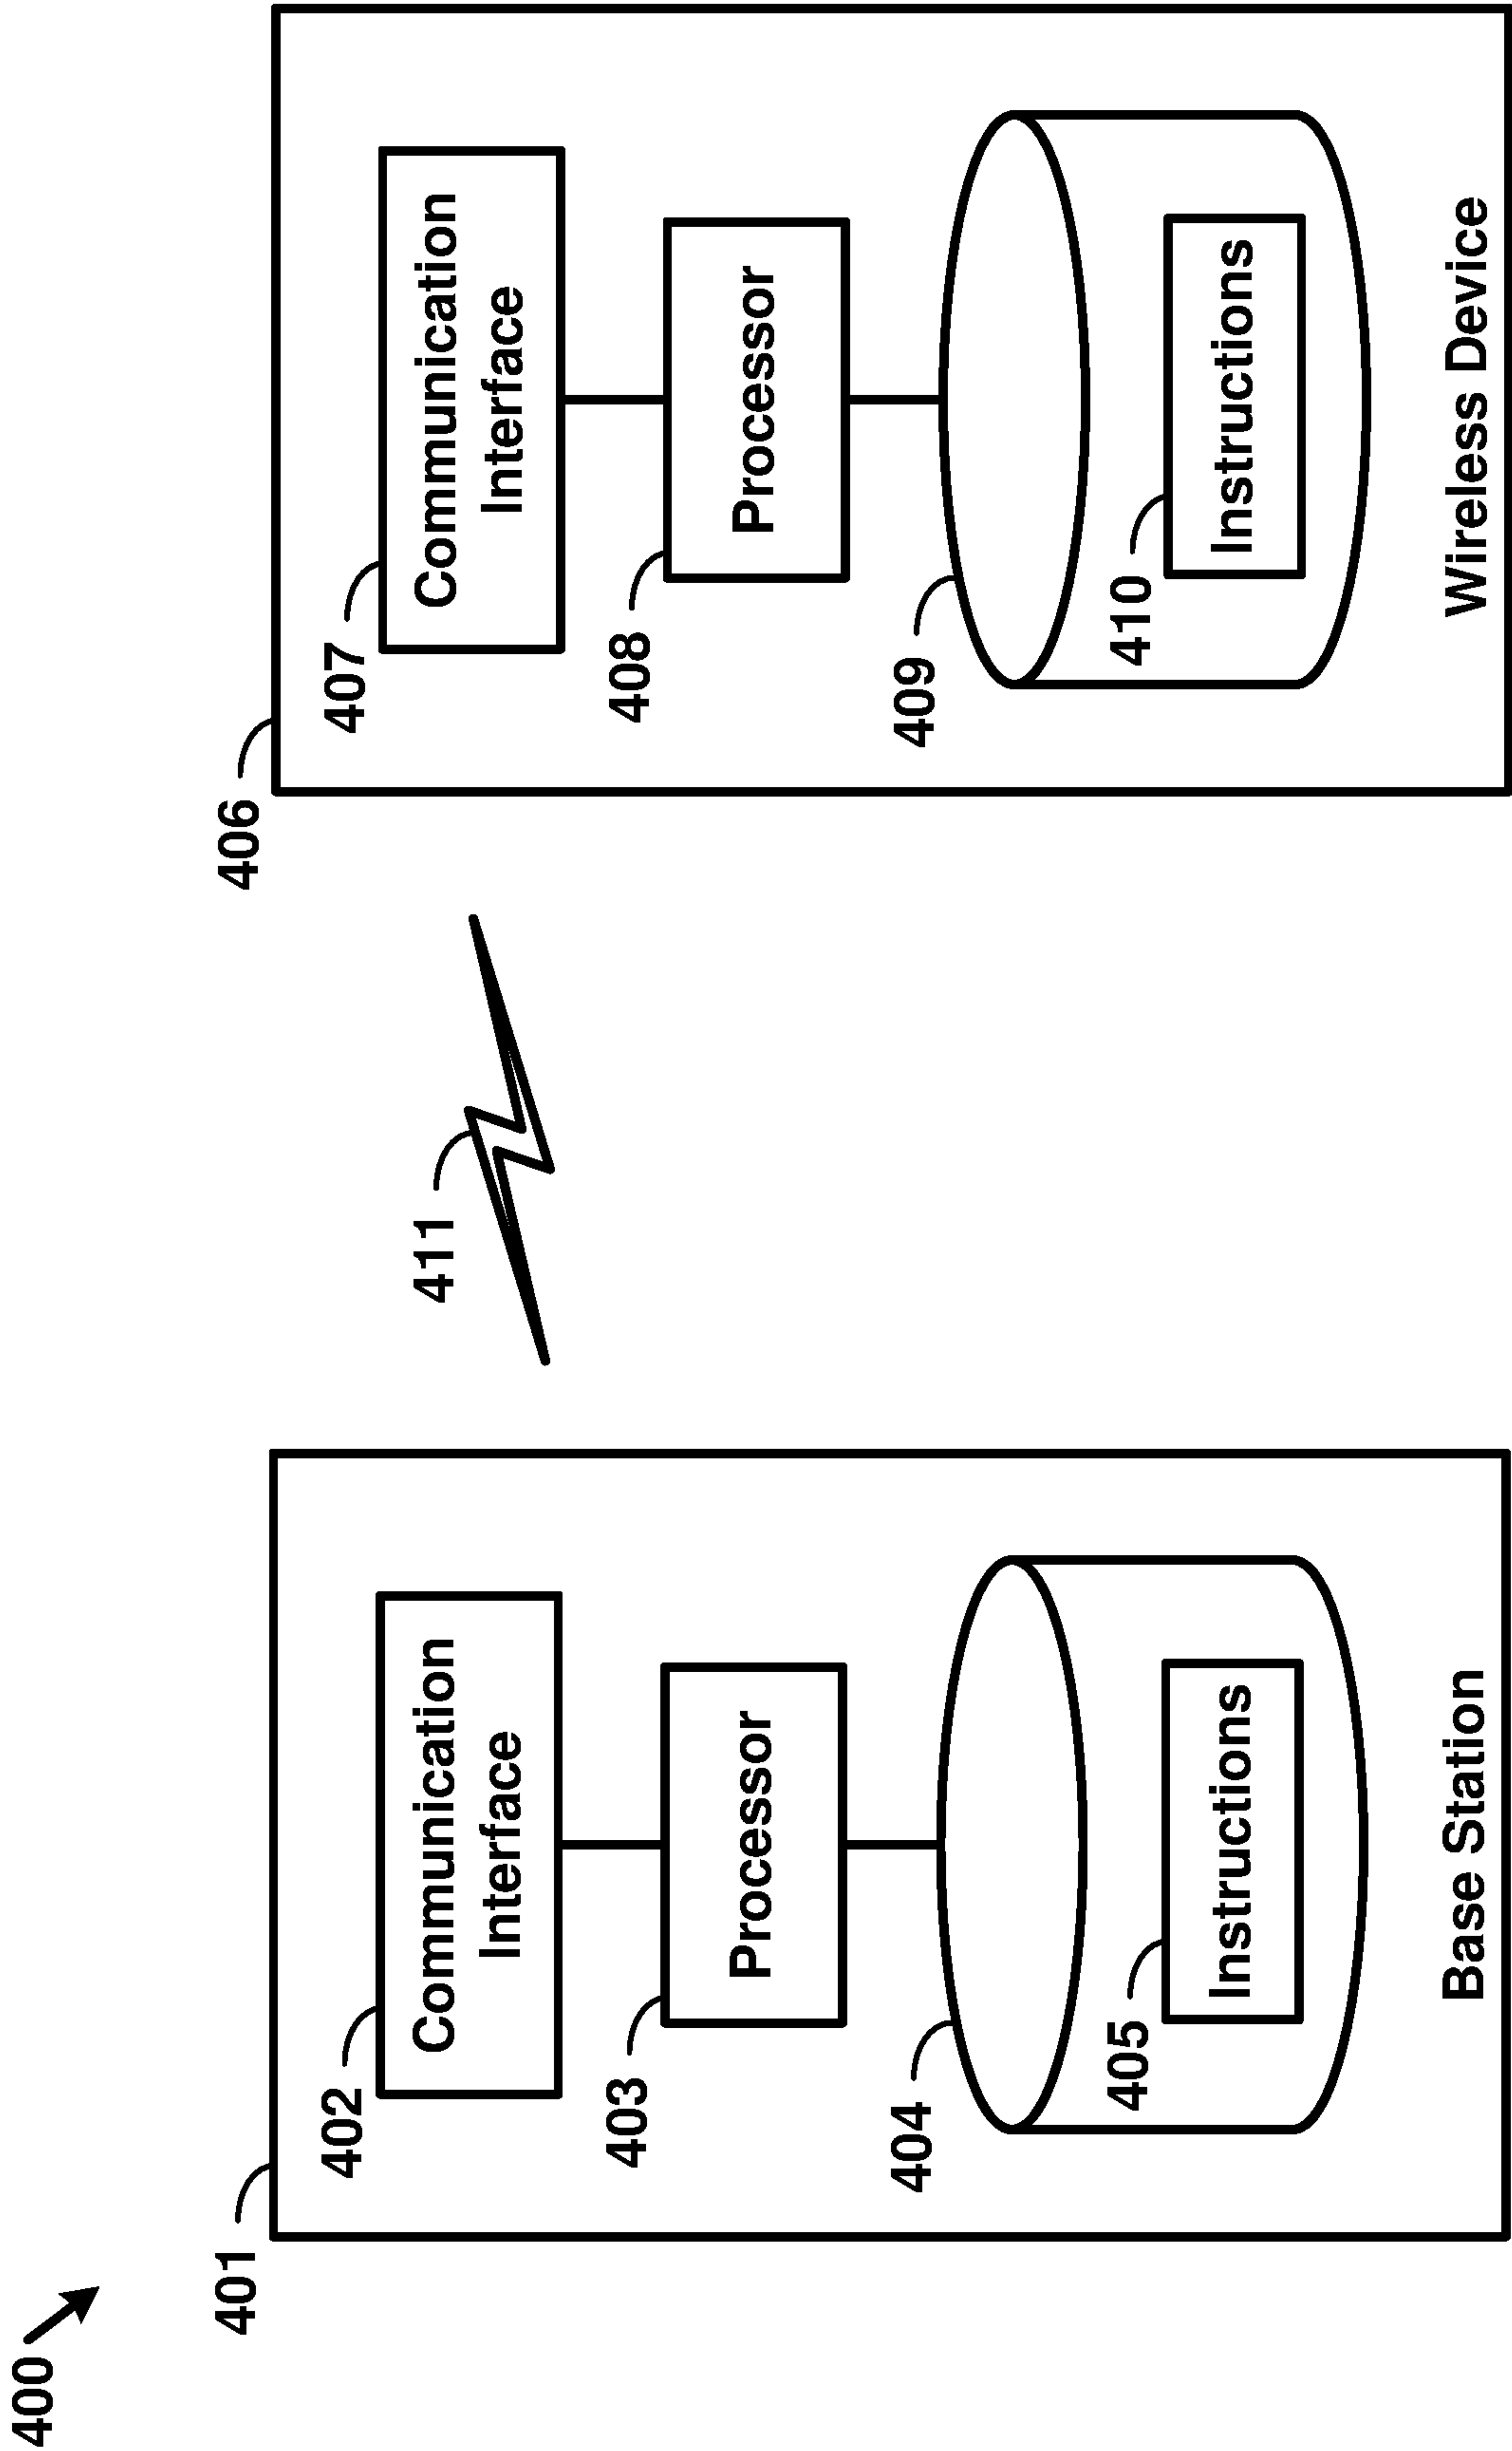 400
401
402
Communication
Interface
403
Processor
404
405
Instructions
Base Station
411
406
407
Communication
Interface
408
Processor
409
410
Instructions
Wireless Device